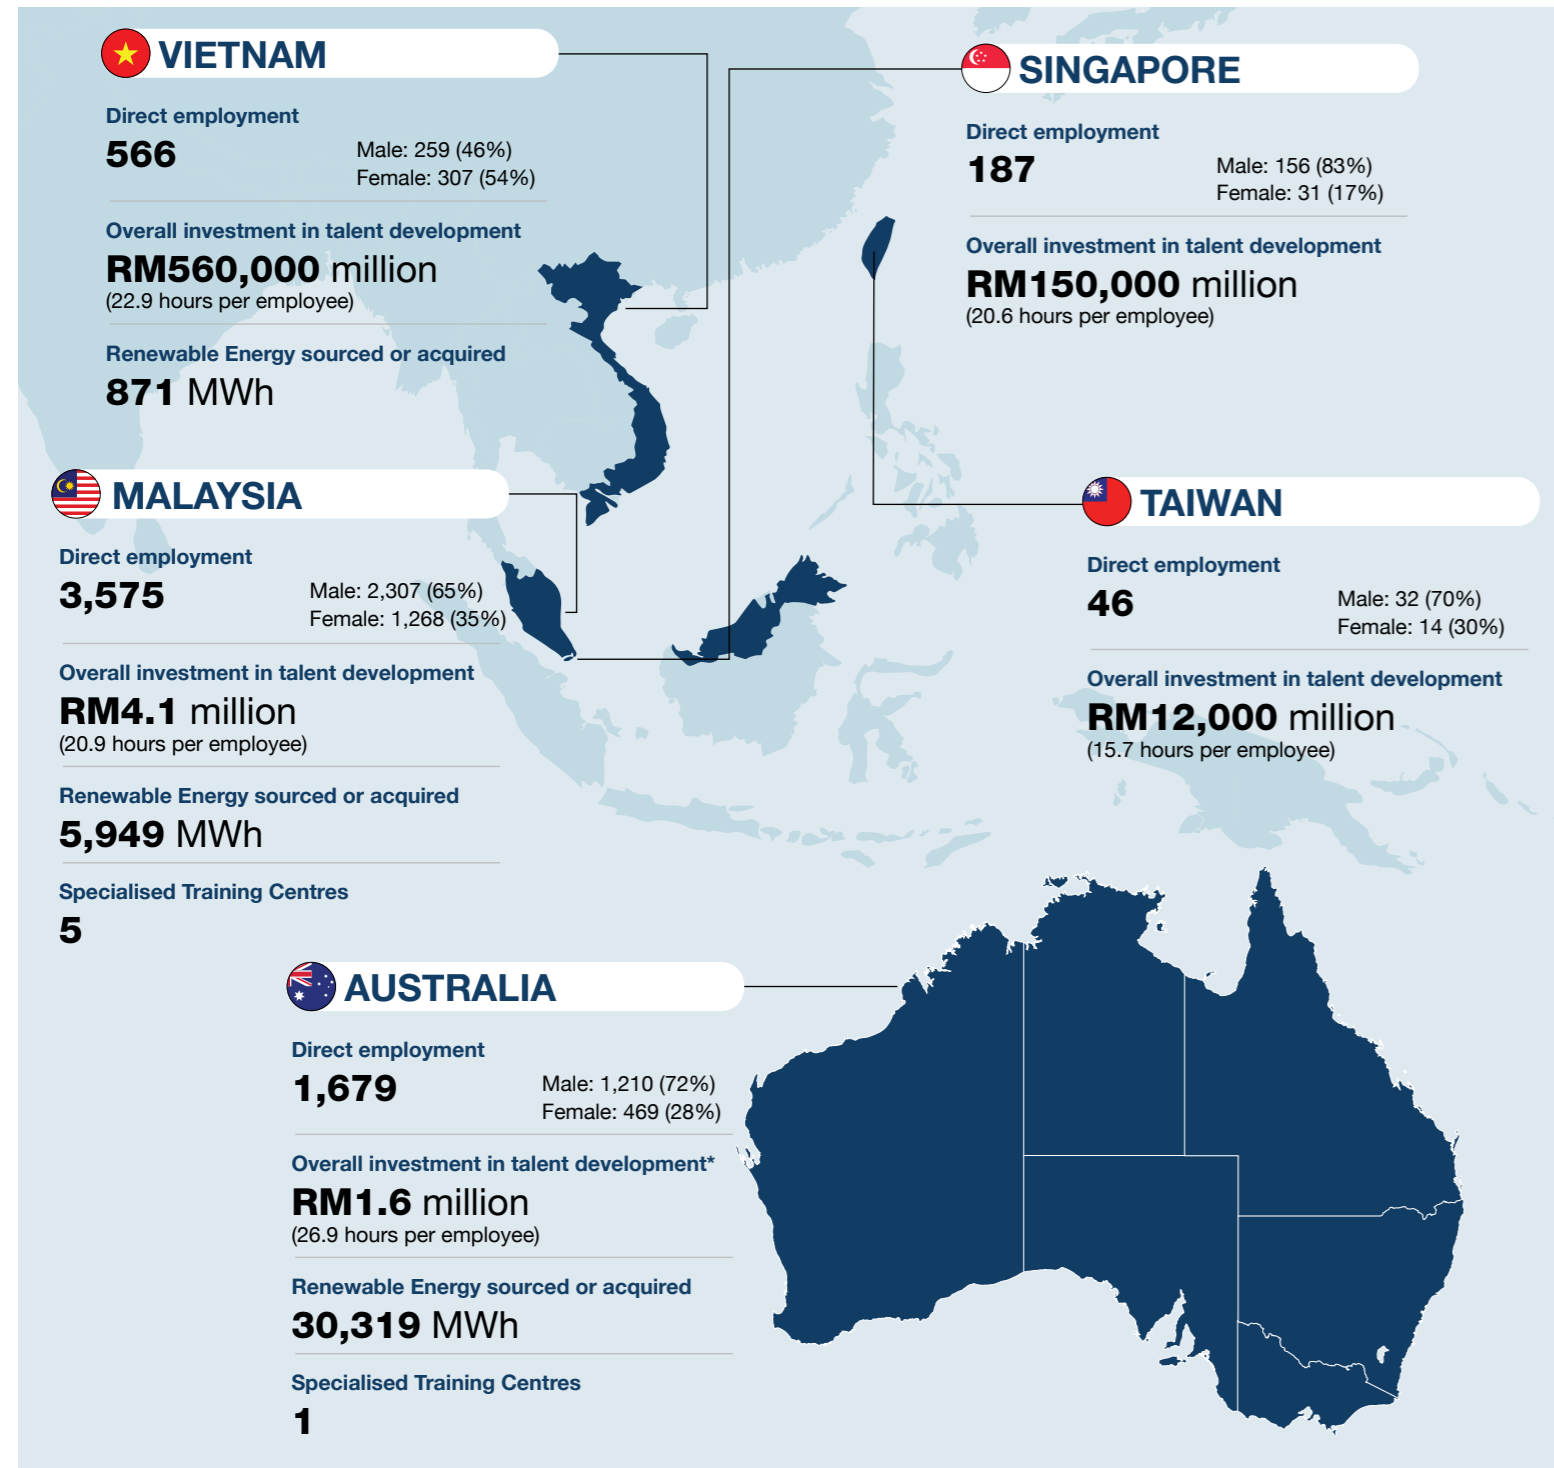 VIETNAM
Direct employment
566
Male: 259 (46%)
Female: 307 (54%)
Overall investment in talent development
RM560,000 million
(22.9 hours per employee)
Renewable Energy sourced or acquired
871 MWh
SINGAPORE
Direct employment
187
Male: 156 (83%)
Female: 31 (17%)
Overall investment in talent development
RM150,000 million
(20.6 hours per employee)
MALAYSIA
Direct employment
3,575
Male: 2,307 (65%)
Female: 1,268 (35%)
Overall investment in talent development
RM4.1 million
(20.9 hours per employee)
Renewable Energy sourced or acquired
5,949 MWh
Specialised Training Centres
5
TAIWAN
Direct employment
46
Male: 32 (70%)
Female: 14 (30%)
Overall investment in talent development
RM12,000 million
(15.7 hours per employee)
AUSTRALIA
Direct employment
1,679
Male: 1,210 (72%)
Female: 469 (28%)
Overall investment in talent development*
RM1.6 million
(26.9 hours per employee)
Renewable Energy sourced or acquired
30,319 MWh
Specialised Training Centres
1